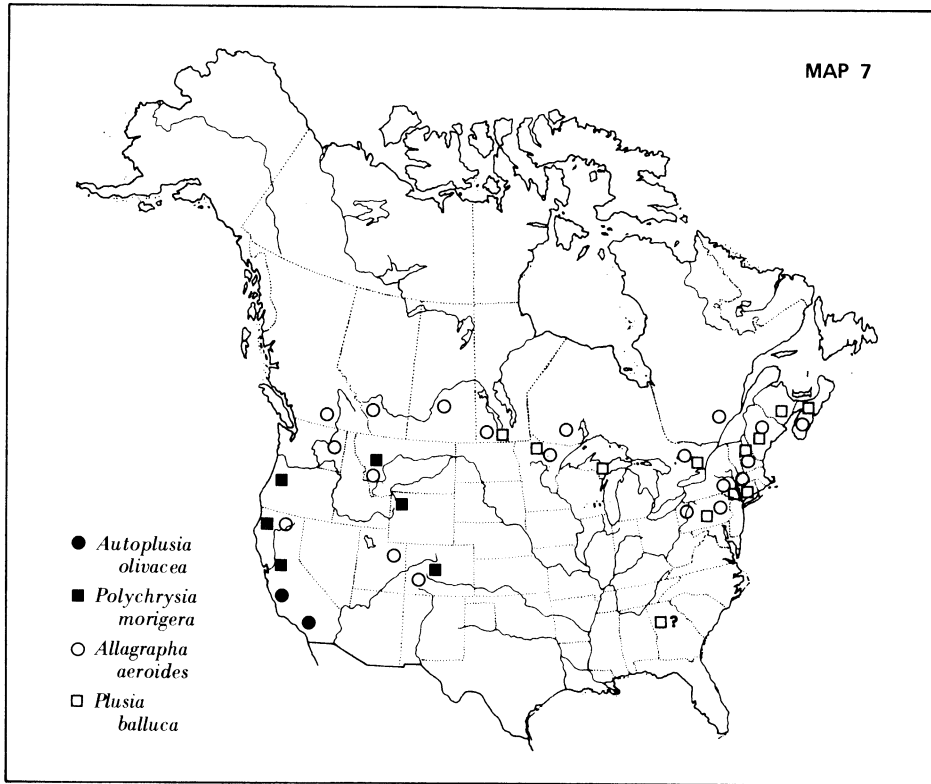 MAP 7
Autoplusia
olivacea
Polychrysia
morigera
Allagrapha
aeroides
Plusia
balluca
?